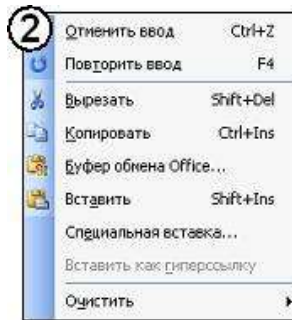 2
Отменить ввод Ctrl+Z
Повторить ввод F4
Вырезать Shift+Del
Копировать Ctrl+Ins
Буфер обмена Office...
Вставить Shift+Ins
Специальная вставка...
Вставить как гиперссылку
Очистить